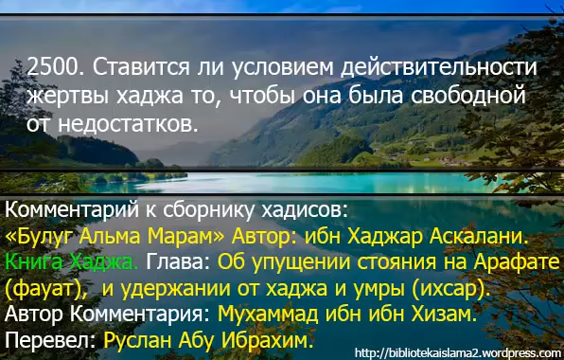 2500. Ставится ли условием действительности
жертвы хаджа то, чтобы она была свободной
от недостатков.
Комментарий к сборнику хадисов:
«Булуг Альма Марам» Автор: ибн Хаджар Аскалани.
Книга Хаджа. Глава: Об упущении стояния на Арафате
(фауат), и удержании от хаджа и умры (ихсар).
Автор Комментария: Мухаммад ибн ибн Хизам.
Перевел: Руслан Абу Ибрахим.
http://bibliotekaislama2.wordpress.com